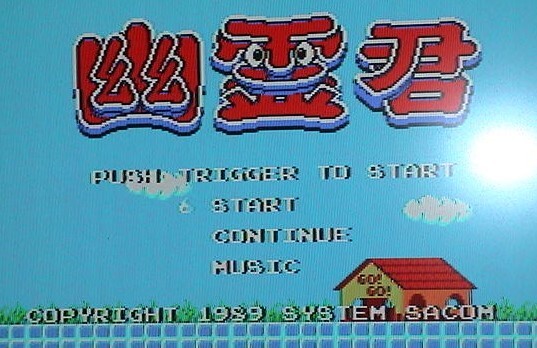 幽霊君
PUSH TRIGGER TO START
START
CONTINUE
MUSIC
GO!
GO!
COPYRIGHT 1989 SYSTEM SACOM